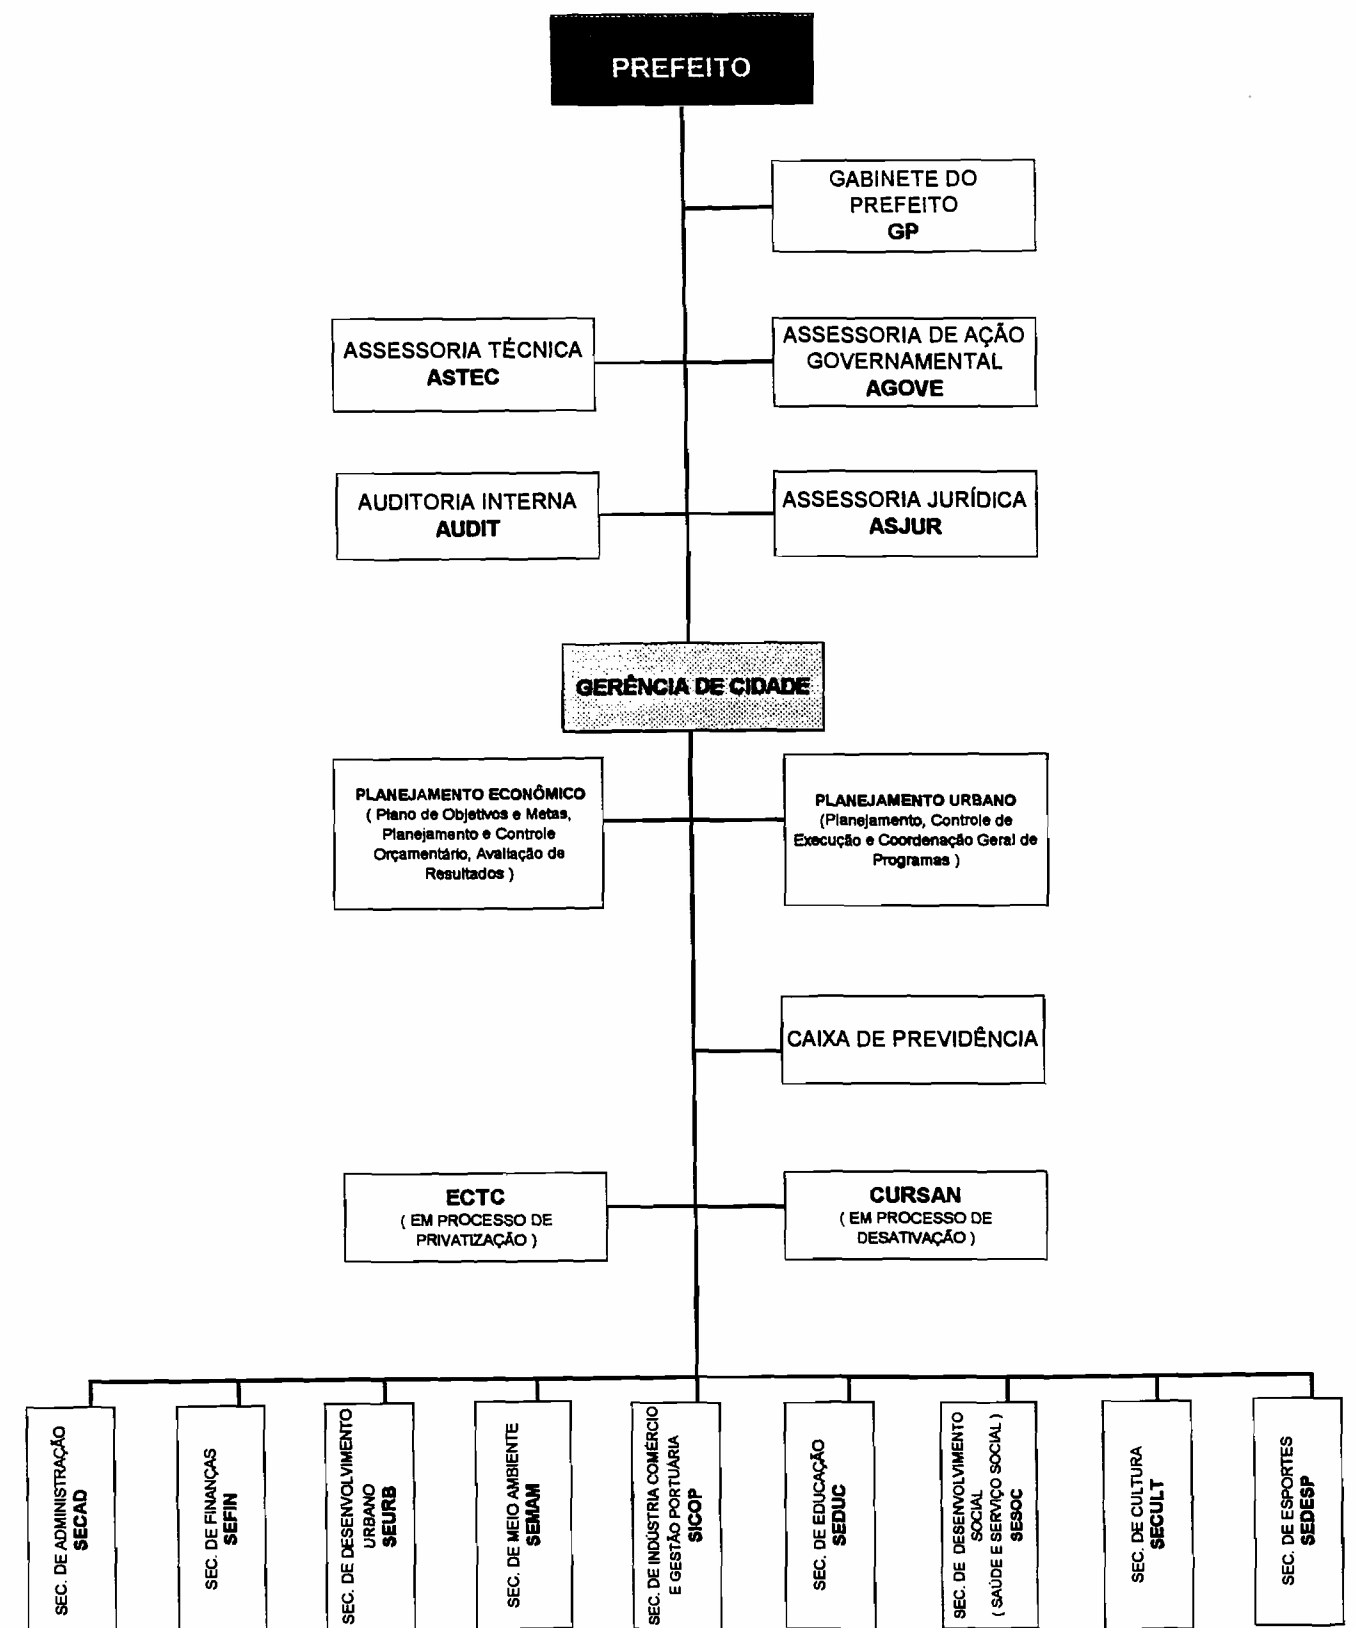 PREFEITO
GABINETE DO
PREFEITO
GP
ASSESSORIA TÉCNICA
ASTEC
ASSESSORIA DE AÇÃO
GOVERNAMENTAL
AGOVE
AUDITORIA INTERNA
AUDIT
ASSESSORIA JURÍDICA
ASJUR
GERÊNCIA DE CIDADE
PLANEJAMENTO ECONÔMICO
( Plano de Objetivos e Metas,
Planejamento e Controle
Orçamentário, Avaliação de
Resultados )
PLANEJAMENTO URBANO
(Planejamento, Controle de
Execução e Coordenação Geral de
Programas )
CAIXA DE PREVIDÊNCIA
ECTC
( EM PROCESSO DE
PRIVATIZAÇÃO )
CURSAN
( EM PROCESSO DE
DESATIVAÇÃO )
SEC. DE ADMINISTRAÇÃO
SECAD
SEC. DE FINANÇAS
SEFIN
SEC. DE DESENVOLVIMENTO
URBANO
SEURB
SEC. DE MEIO AMBIENTE
SEMAM
SEC. DE INDÚSTRIA COMÉRCIO
E GESTÃO PORTUÁRIA
SICOP
SEC. DE EDUCAÇÃO
SEDUC
SEC. DE DESENVOLVIMENTO
SOCIAL
( SAÚDE E SERVIÇO SOCIAL )
SESOC
SEC. DE CULTURA
SECULT
SEC. DE ESPORTES
SEDESP